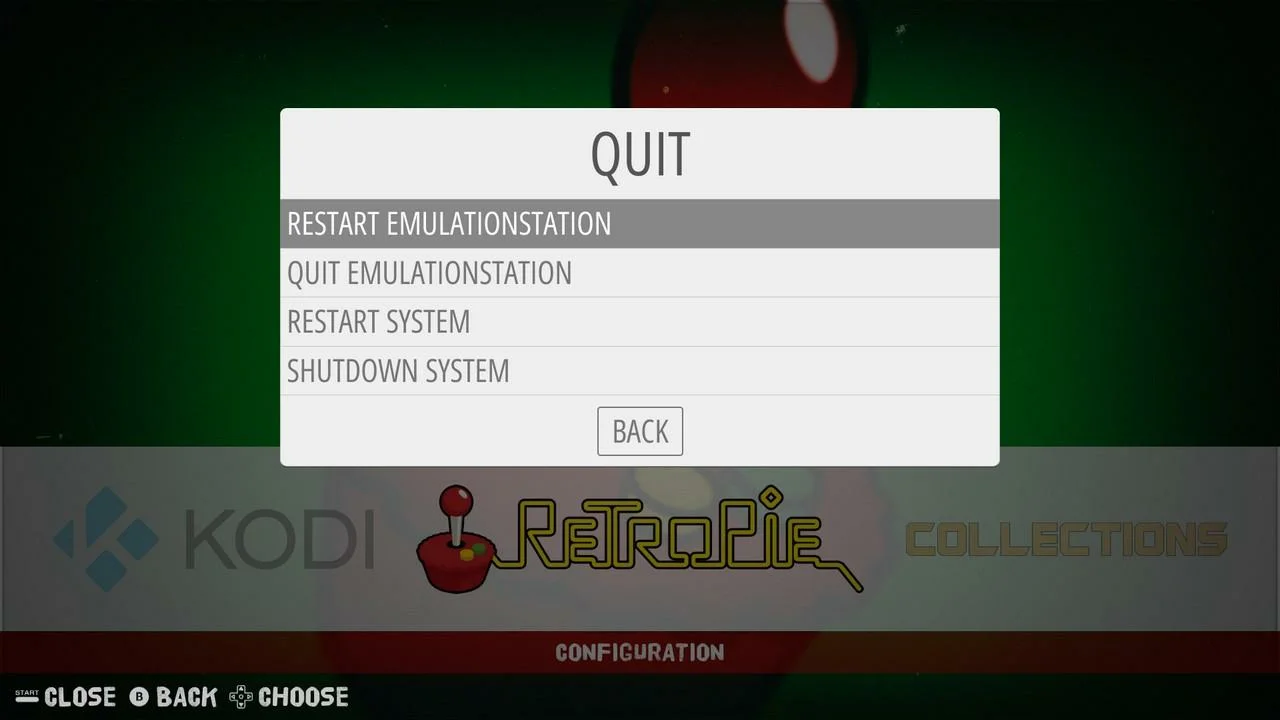 QUIT
RESTART EMULATIONSTATION
QUIT EMULATIONSTATION
RESTART SYSTEM
SHUTDOWN SYSTEM
BACK
KODI RETROPIE COLLECTIONS
CONFIGURATION
START CLOSE B BACK CHOOSE